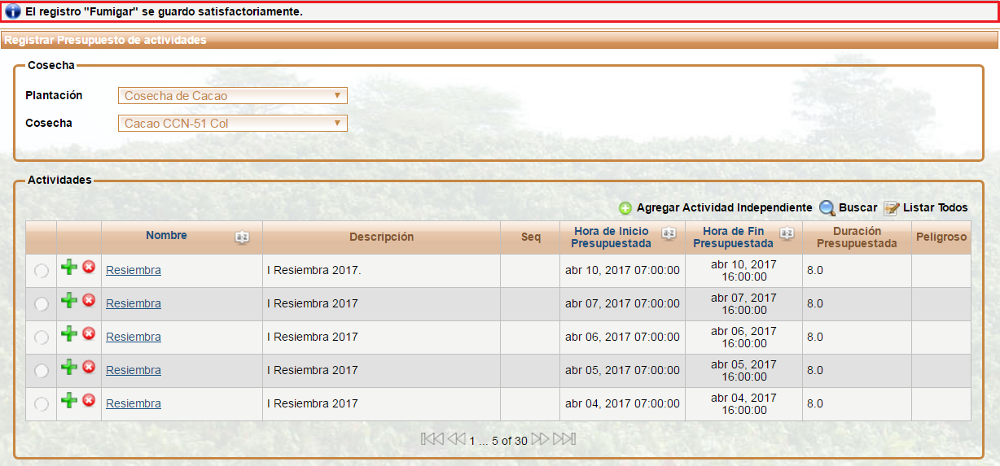 El registro "Fumigar" se guardo satisfactoriamente.
Registrar Presupuesto de actividades
Cosecha
Plantación Cosecha de Cacao
Cosecha Cacao CCN-51 Col
Actividades
Agregar Actividad Independiente Buscar Listar Todos
Nombre a-z Descripción Seq Hora de Inicio Presupuestada a-z Hora de Fin Presupuestada a-z Duración Presupuestada Peligroso
Resiembra I Resiembra 2017. abr 10, 2017 07:00:00 abr 10, 2017 16:00:00 8.0
Resiembra I Resiembra 2017 abr 07, 2017 07:00:00 abr 07, 2017 16:00:00 8.0
Resiembra I Resiembra 2017 abr 06, 2017 07:00:00 abr 06, 2017 16:00:00 8.0
Resiembra I Resiembra 2017 abr 05, 2017 07:00:00 abr 05, 2017 16:00:00 8.0
Resiembra I Resiembra 2017 abr 04, 2017 07:00:00 abr 04, 2017 16:00:00 8.0
1 ... 5 of 30